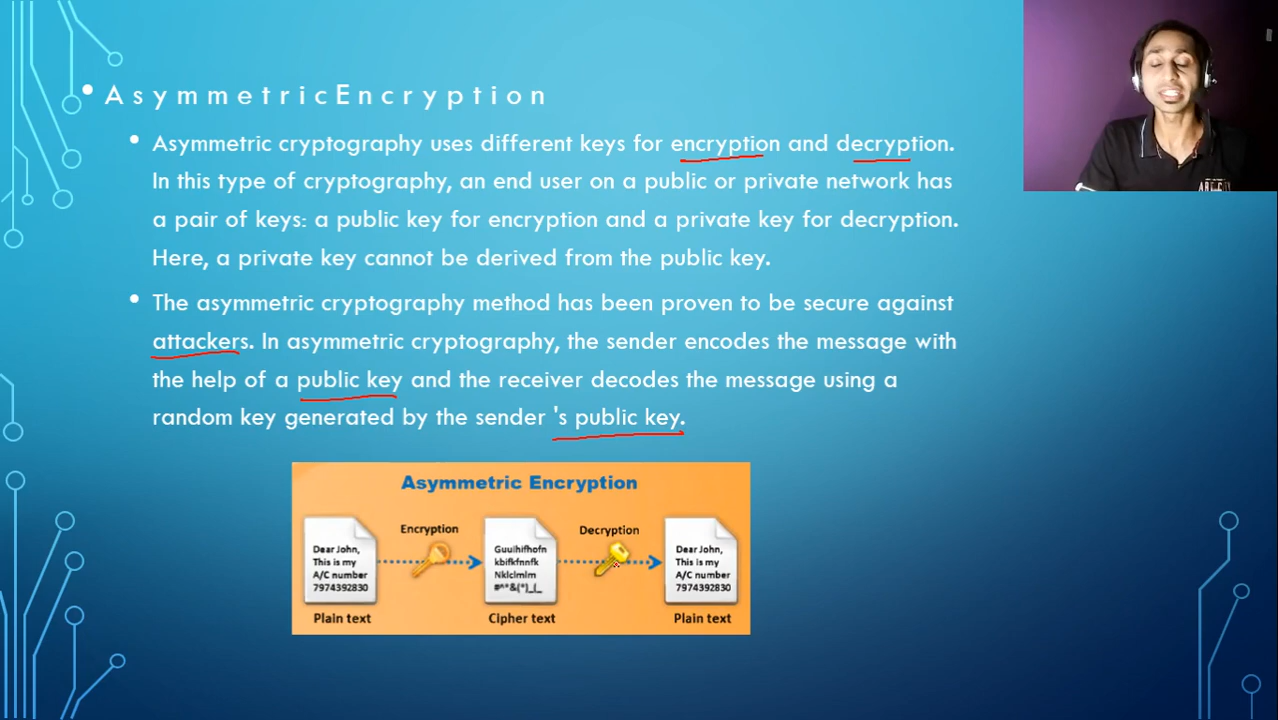 AsymmetricEncryption
Asymmetric cryptography uses different keys for encryption and decryption.
In this type of cryptography, an end user on a public or private network has
a pair of keys: a public key for encryption and a private key for decryption.
Here, a private key cannot be derived from the public key.
The asymmetric cryptography method has been proven to be secure against
attackers. In asymmetric cryptography, the sender encodes the message with
the help of a public key and the receiver decodes the message using a
random key generated by the sender 's public key.
Asymmetric Encryption
Encryption
Decryption
Dear John,
This is my
A/C number
7974392830
Guuihifhofn
kbifkfnnfk
Nklclmlm
#^*&(*)_(_
Dear John,
This is my
A/C number
7974392830
Plain text
Cipher text
Plain text